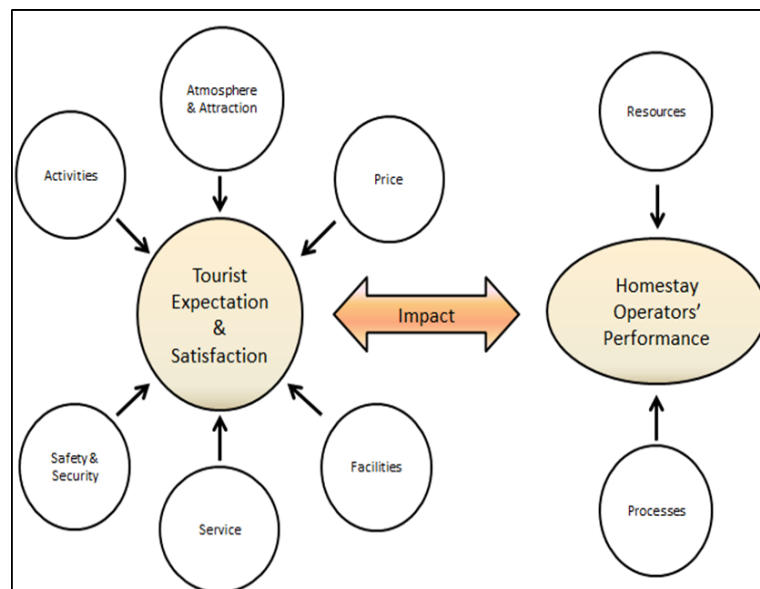 Atmosphere
& Attraction
Resources
Activities
Price
Tourist
Expectation
&
Satisfaction
Impact
Homestay
Operators'
Performance
Safety &
Security
Service
Facilities
Processes